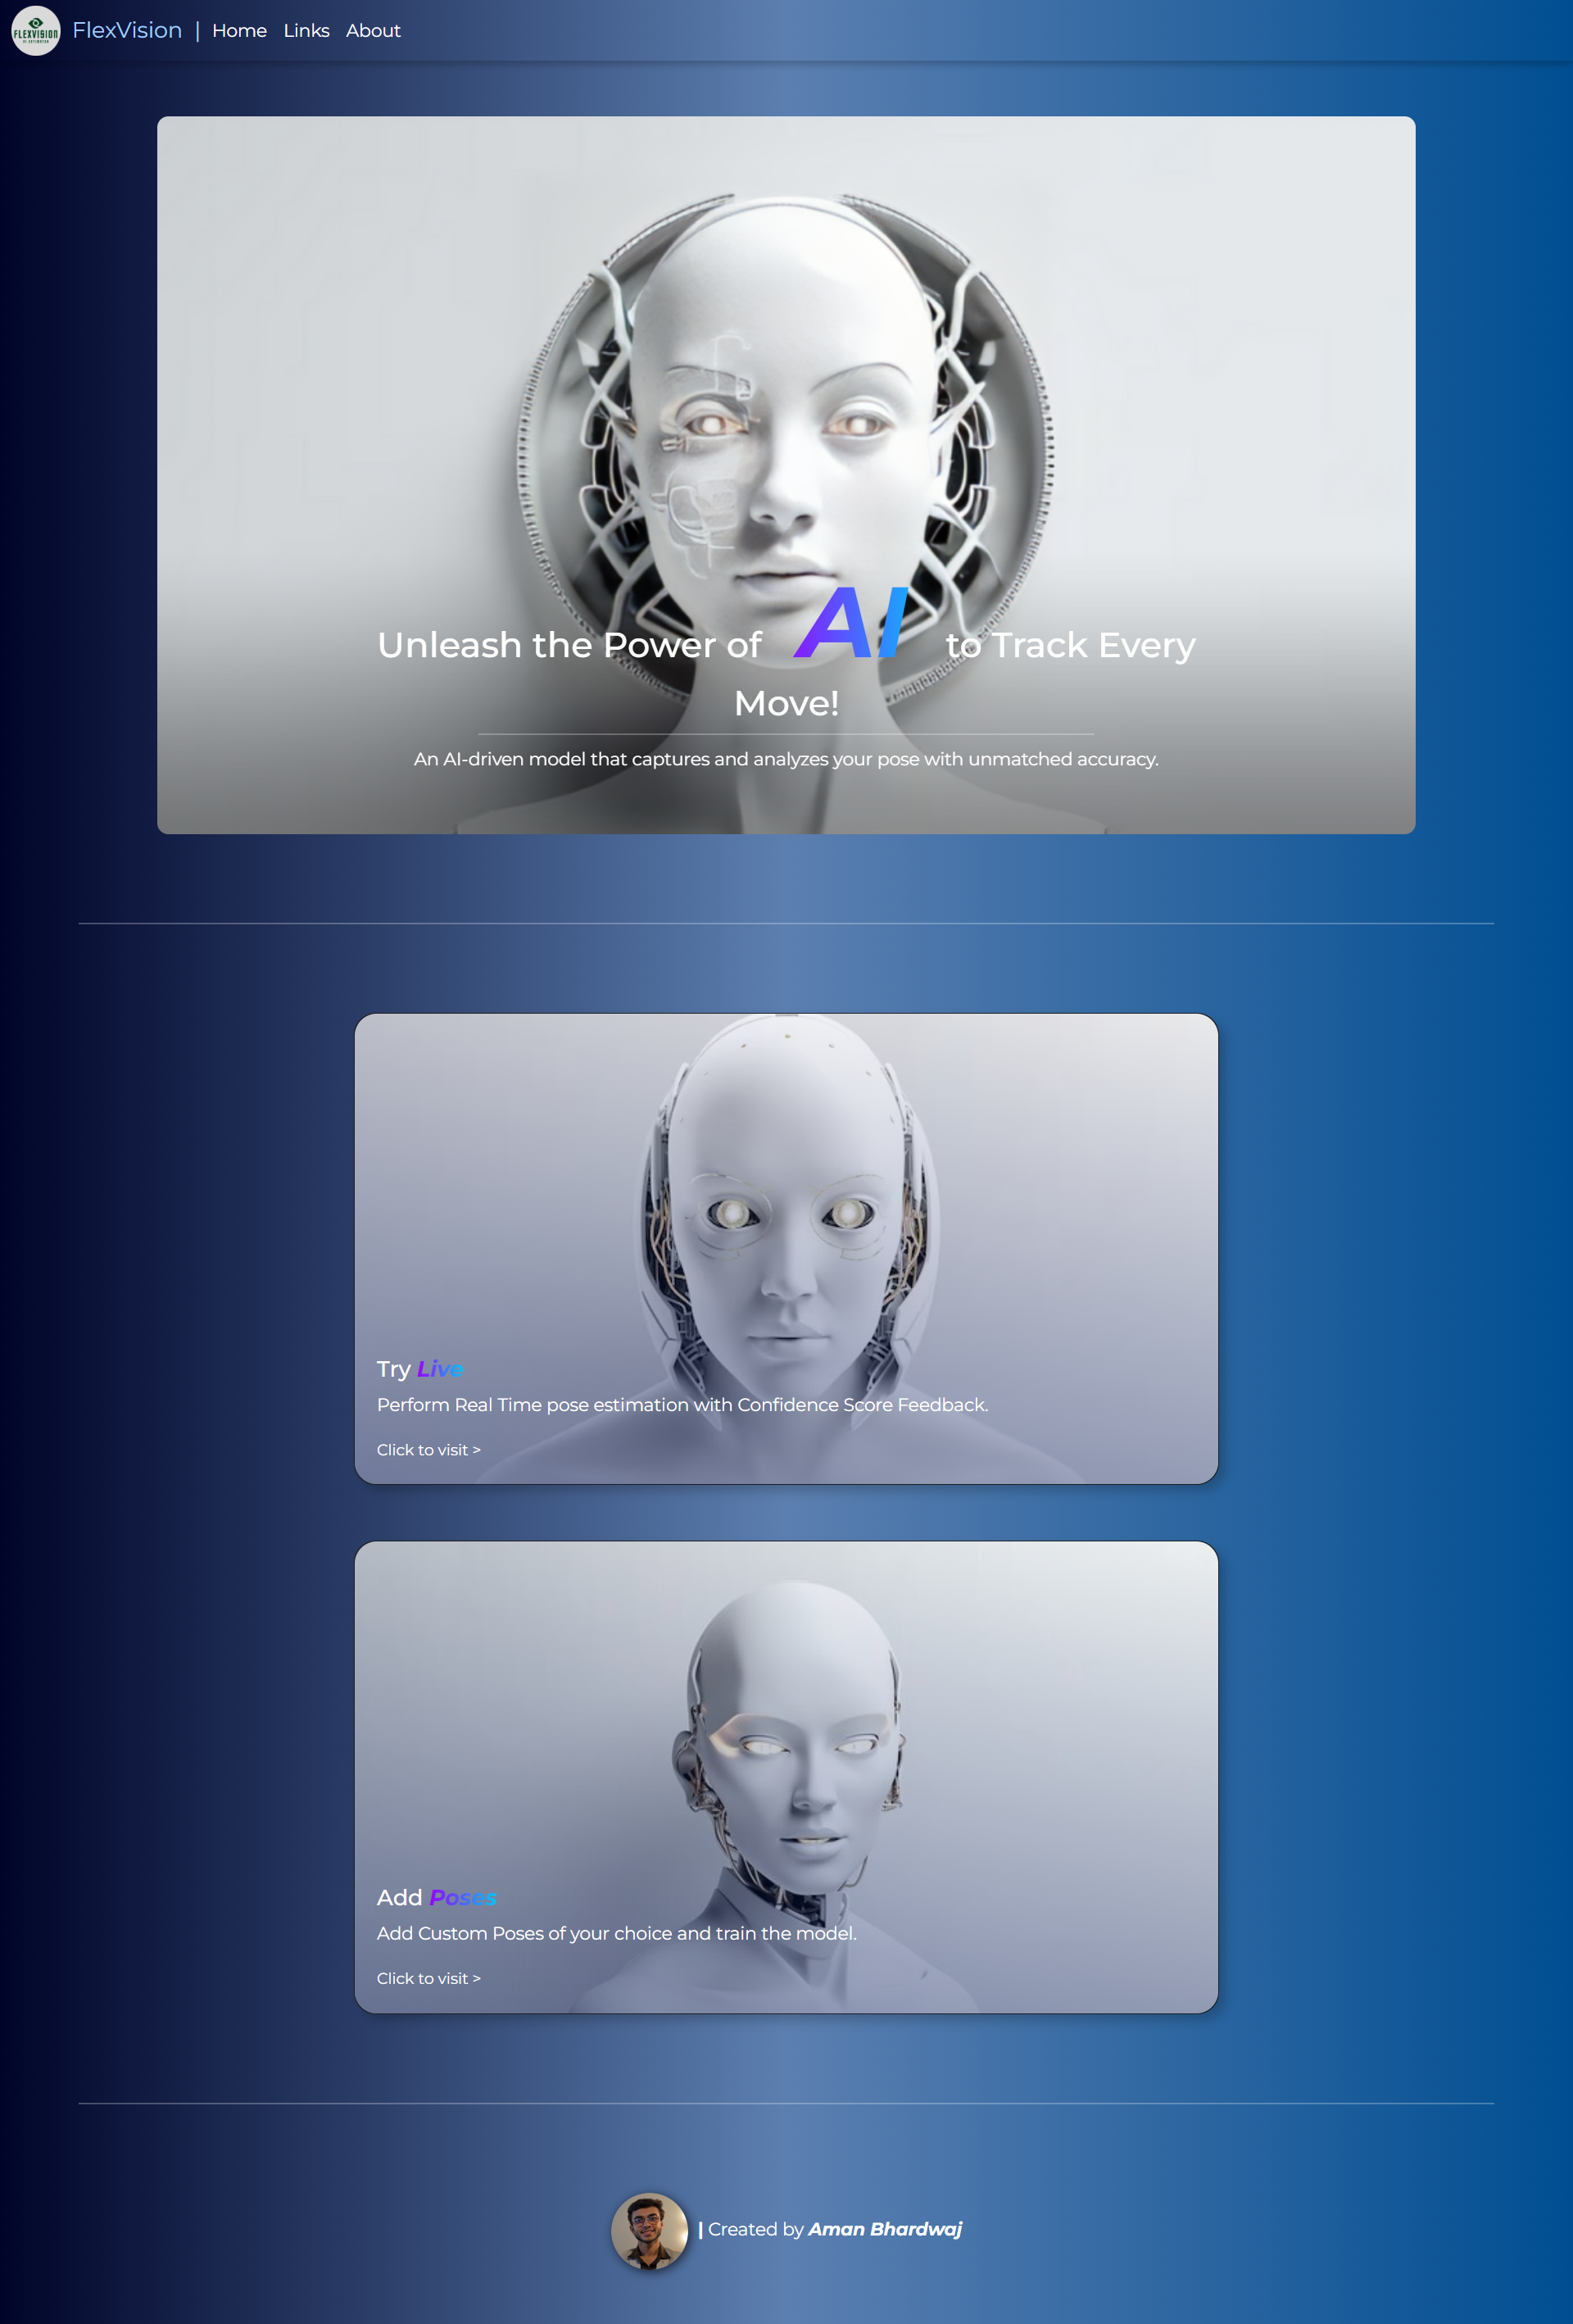 FLEXVISION
FlexVision | Home Links About
Unleash the Power of AI to Track Every
Move!
An AI-driven model that captures and analyzes your pose with unmatched accuracy.
Try Live
Perform Real Time pose estimation with Confidence Score Feedback.
Click to visit >
Add Poses
Add Custom Poses of your choice and train the model.
Click to visit >
| Created by Aman Bhardwaj